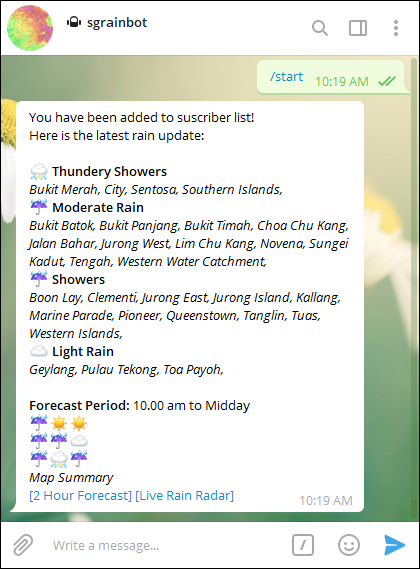 sgrainbot
/start
10:19 AM
You have been added to suscriber list!
Here is the latest rain update:
Thundery Showers
Bukit Merah, City, Sentosa, Southern Islands,
Moderate Rain
Bukit Batok, Bukit Panjang, Bukit Timah, Choa Chu Kang,
Jalan Bahar, Jurong West, Lim Chu Kang, Novena, Sungei
Kadut, Tengah, Western Water Catchment,
Showers
Boon Lay, Clementi, Jurong East, Jurong Island, Kallang,
Marine Parade, Pioneer, Queenstown, Tanglin, Tuas,
Western Islands,
Light Rain
Geylang, Pulau Tekong, Toa Payoh,
Forecast Period: 10.00 am to Midday
Map Summary
[2 Hour Forecast] [Live Rain Radar]
10:19 AM
Write a message...